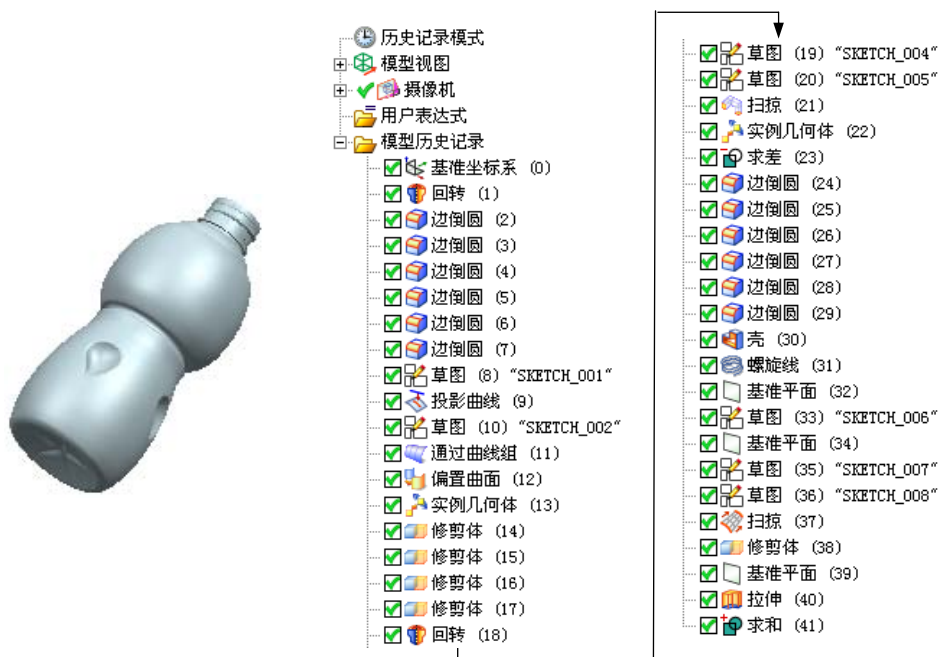 历史记录模式
模型视图
摄像机
用户表达式
模型历史记录
基准坐标系 (0)
回转 (1)
边倒圆 (2)
边倒圆 (3)
边倒圆 (4)
边倒圆 (5)
边倒圆 (6)
边倒圆 (7)
草图 (8) "SKETCH_001"
投影曲线 (9)
草图 (10) "SKETCH_002"
通过曲线组 (11)
偏置曲面 (12)
实例几何体 (13)
修剪体 (14)
修剪体 (15)
修剪体 (16)
修剪体 (17)
回转 (18)
草图 (19) "SKETCH_004"
草图 (20) "SKETCH_005"
扫掠 (21)
实例几何体 (22)
求差 (23)
边倒圆 (24)
边倒圆 (25)
边倒圆 (26)
边倒圆 (27)
边倒圆 (28)
边倒圆 (29)
壳 (30)
螺旋线 (31)
基准平面 (32)
草图 (33) "SKETCH_006"
基准平面 (34)
草图 (35) "SKETCH_007"
草图 (36) "SKETCH_008"
扫掠 (37)
修剪体 (38)
基准平面 (39)
拉伸 (40)
求和 (41)